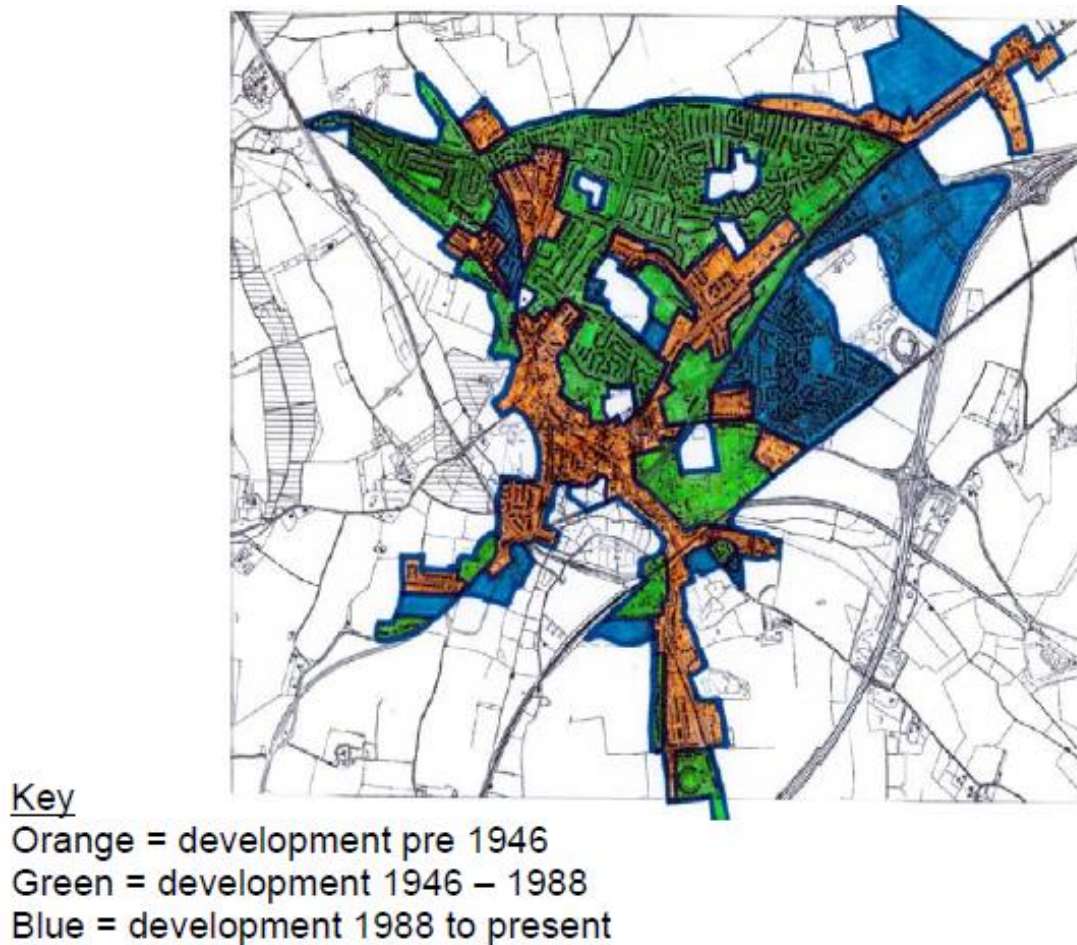 Key
Orange = development pre 1946
Green = development 1946 – 1988
Blue = development 1988 to present